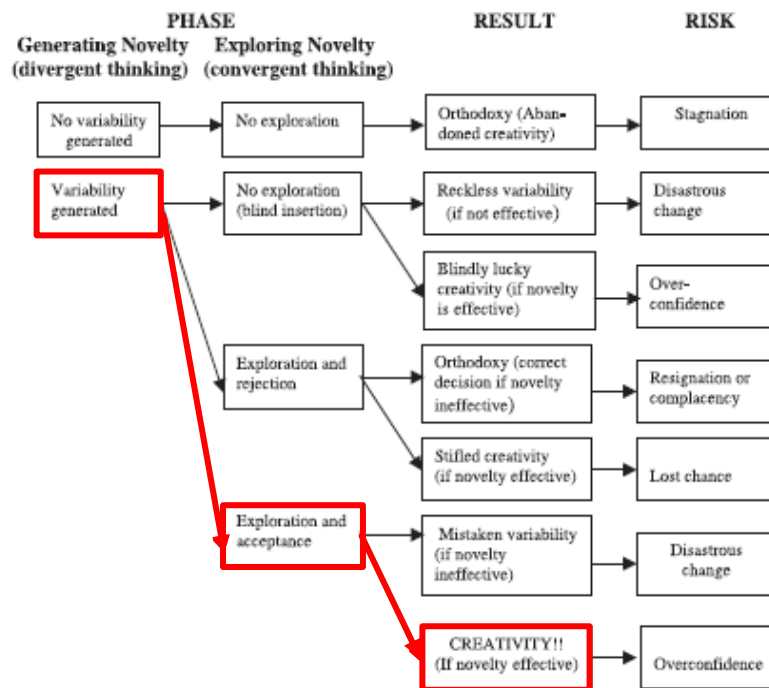 PHASE
RESULT
RISK
Generating Novelty
(divergent thinking)
Exploring Novelty
(convergent thinking)
No variability
generated
No exploration
Orthodoxy (Aban-
doned creativity)
Stagnation
Variability
generated
No exploration
(blind insertion)
Reckless variability
(if not effective)
Disastrous
change
Blindly lucky
creativity (if novelty
is effective)
Over-
confidence
Exploration and
rejection
Orthodoxy (correct
decision if novelty
ineffective)
Resignation or
complacency
Stifled creativity
(if novelty effective)
Lost chance
Exploration and
acceptance
Mistaken variability
(if novelty
ineffective)
Disastrous
change
CREATIVITY!!
(If novelty effective)
Overconfidence